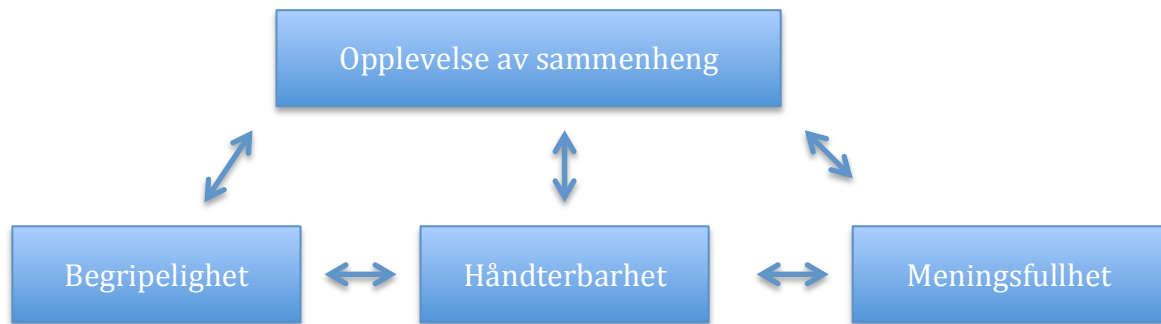 Opplevelse av sammenheng
Begripelighet
Håndterbarhet
Meningsfullhet